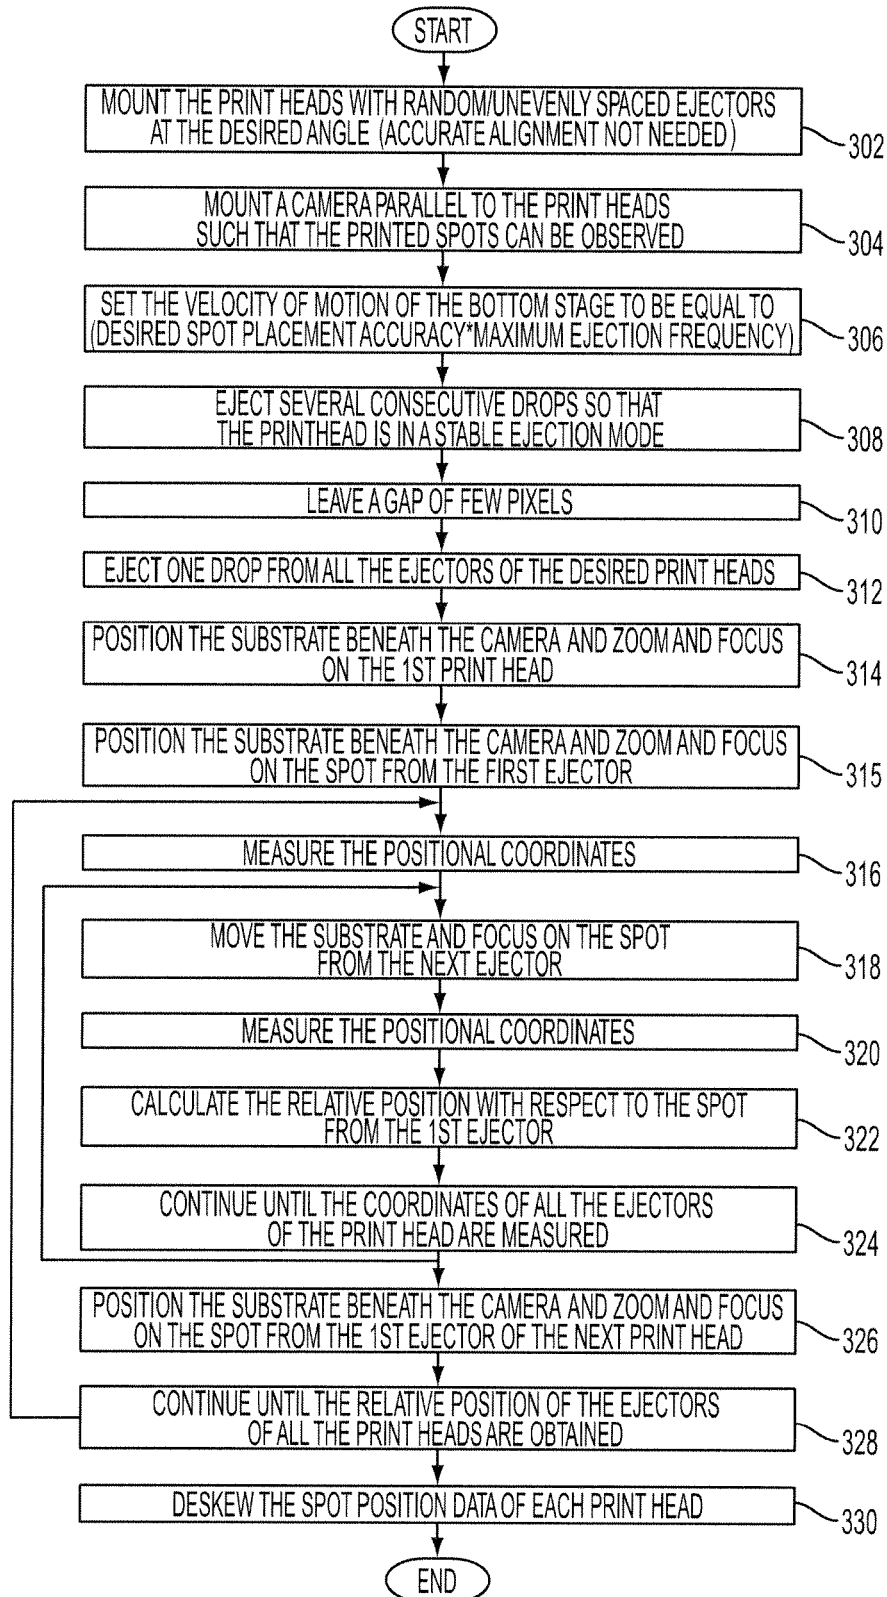 START
MOUNT THE PRINT HEADS WITH RANDOM/UNEVENLY SPACED EJECTORS
AT THE DESIRED ANGLE (ACCURATE ALIGNMENT NOT NEEDED)
302
MOUNT A CAMERA PARALLEL TO THE PRINT HEADS
SUCH THAT THE PRINTED SPOTS CAN BE OBSERVED
304
SET THE VELOCITY OF MOTION OF THE BOTTOM STAGE TO BE EQUAL TO
(DESIRED SPOT PLACEMENT ACCURACY*MAXIMUM EJECTION FREQUENCY)
306
EJECT SEVERAL CONSECUTIVE DROPS SO THAT
THE PRINTHEAD IS IN A STABLE EJECTION MODE
308
LEAVE A GAP OF FEW PIXELS
310
EJECT ONE DROP FROM ALL THE EJECTORS OF THE DESIRED PRINT HEADS
312
POSITION THE SUBSTRATE BENEATH THE CAMERA AND ZOOM AND FOCUS
ON THE 1ST PRINT HEAD
314
POSITION THE SUBSTRATE BENEATH THE CAMERA AND ZOOM AND FOCUS
ON THE SPOT FROM THE FIRST EJECTOR
315
MEASURE THE POSITIONAL COORDINATES
316
MOVE THE SUBSTRATE AND FOCUS ON THE SPOT
FROM THE NEXT EJECTOR
318
MEASURE THE POSITIONAL COORDINATES
320
CALCULATE THE RELATIVE POSITION WITH RESPECT TO THE SPOT
FROM THE 1ST EJECTOR
322
CONTINUE UNTIL THE COORDINATES OF ALL THE EJECTORS
OF THE PRINT HEAD ARE MEASURED
324
POSITION THE SUBSTRATE BENEATH THE CAMERA AND ZOOM AND FOCUS
ON THE SPOT FROM THE 1ST EJECTOR OF THE NEXT PRINT HEAD
326
CONTINUE UNTIL THE RELATIVE POSITION OF THE EJECTORS
OF ALL THE PRINT HEADS ARE OBTAINED
328
DESKEW THE SPOT POSITION DATA OF EACH PRINT HEAD
330
END